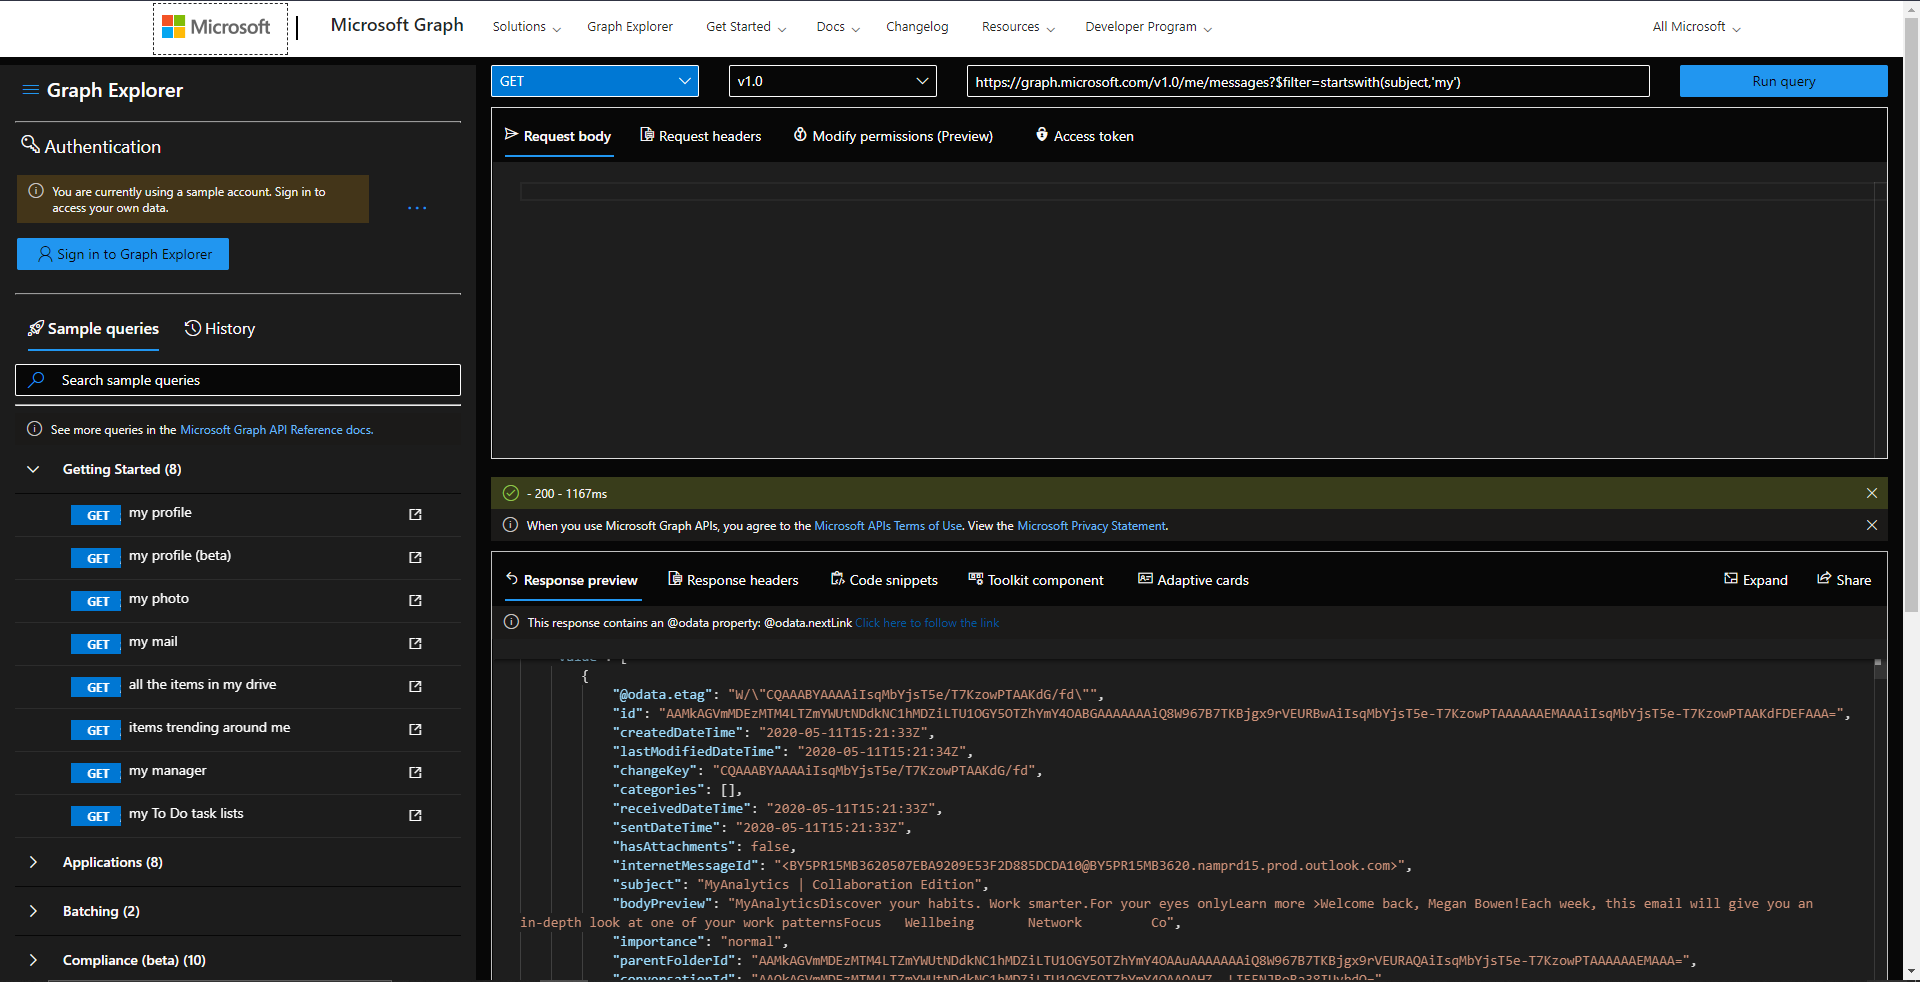 Microsoft
Microsoft Graph
Solutions
Graph Explorer
Get Started
Docs
Changelog
Resources
Developer Program
All Microsoft
Graph Explorer
Authentication
You are currently using a sample account. Sign in to
access your own data.
...
Sign in to Graph Explorer
Sample queries
History
Search sample queries
See more queries in the Microsoft Graph API Reference docs.
Getting Started (8)
GET my profile
GET my profile (beta)
GET my photo
GET my mail
GET all the items in my drive
GET items trending around me
GET my manager
GET my To Do task lists
Applications (8)
Batching (2)
Compliance (beta) (10)
GET
v1.0
https://graph.microsoft.com/v1.0/me/messages?$filter=startswith(subject,'my')
Run query
Request body
Request headers
Modify permissions (Preview)
Access token
- 200 - 1167ms
When you use Microsoft Graph APIs, you agree to the Microsoft APIs Terms of Use. View the Microsoft Privacy Statement.
Response preview
Response headers
Code snippets
Toolkit component
Adaptive cards
Expand
Share
This response contains an @odata property: @odata.nextLink Click here to follow the link
{
"@odata.etag": "W/\"CQAAABYAAAAiIsqMbYjsT5e/T7KzowPTAAKdG/fd\"",
"id": "AAMkAGVmMDEzMTM4LTZmYWUtNDdkNC1hMDZiLTU1OGY5OTZhYmY4OABGAAAAAAAiQ8W967B7TKBjgx9rVEURBwAiIsqMbYjsT5e-T7KzowPTAAAAAAEMAAAiIsqMbYjsT5e-T7KzowPTAAKdFDEFAAA=",
"createdDateTime": "2020-05-11T15:21:33Z",
"lastModifiedDateTime": "2020-05-11T15:21:34Z",
"changeKey": "CQAAABYAAAAiIsqMbYjsT5e/T7KzowPTAAKdG/fd",
"categories": [],
"receivedDateTime": "2020-05-11T15:21:33Z",
"sentDateTime": "2020-05-11T15:21:33Z",
"hasAttachments": false,
"internetMessageId": "<BY5PR15MB3620507EBA9209E53F2D885DCDA10@BY5PR15MB3620.namprd15.prod.outlook.com>",
"subject": "MyAnalytics | Collaboration Edition",
"bodyPreview": "MyAnalyticsDiscover your habits. Work smarter.For your eyes onlyLearn more >Welcome back, Megan Bowen!Each week, this email will give you an
in-depth look at one of your work patternsFocus Wellbeing Network Co",
"importance": "normal",
"parentFolderId": "AAMkAGVmMDEzMTM4LTZmYWUtNDdkNC1hMDZiLTU1OGY5OTZhYmY4OAAuAAAAAAAiQ8W967B7TKBjgx9rVEURAQAiIsqMbYjsT5e-T7KzowPTAAAAAAEMAAA=",